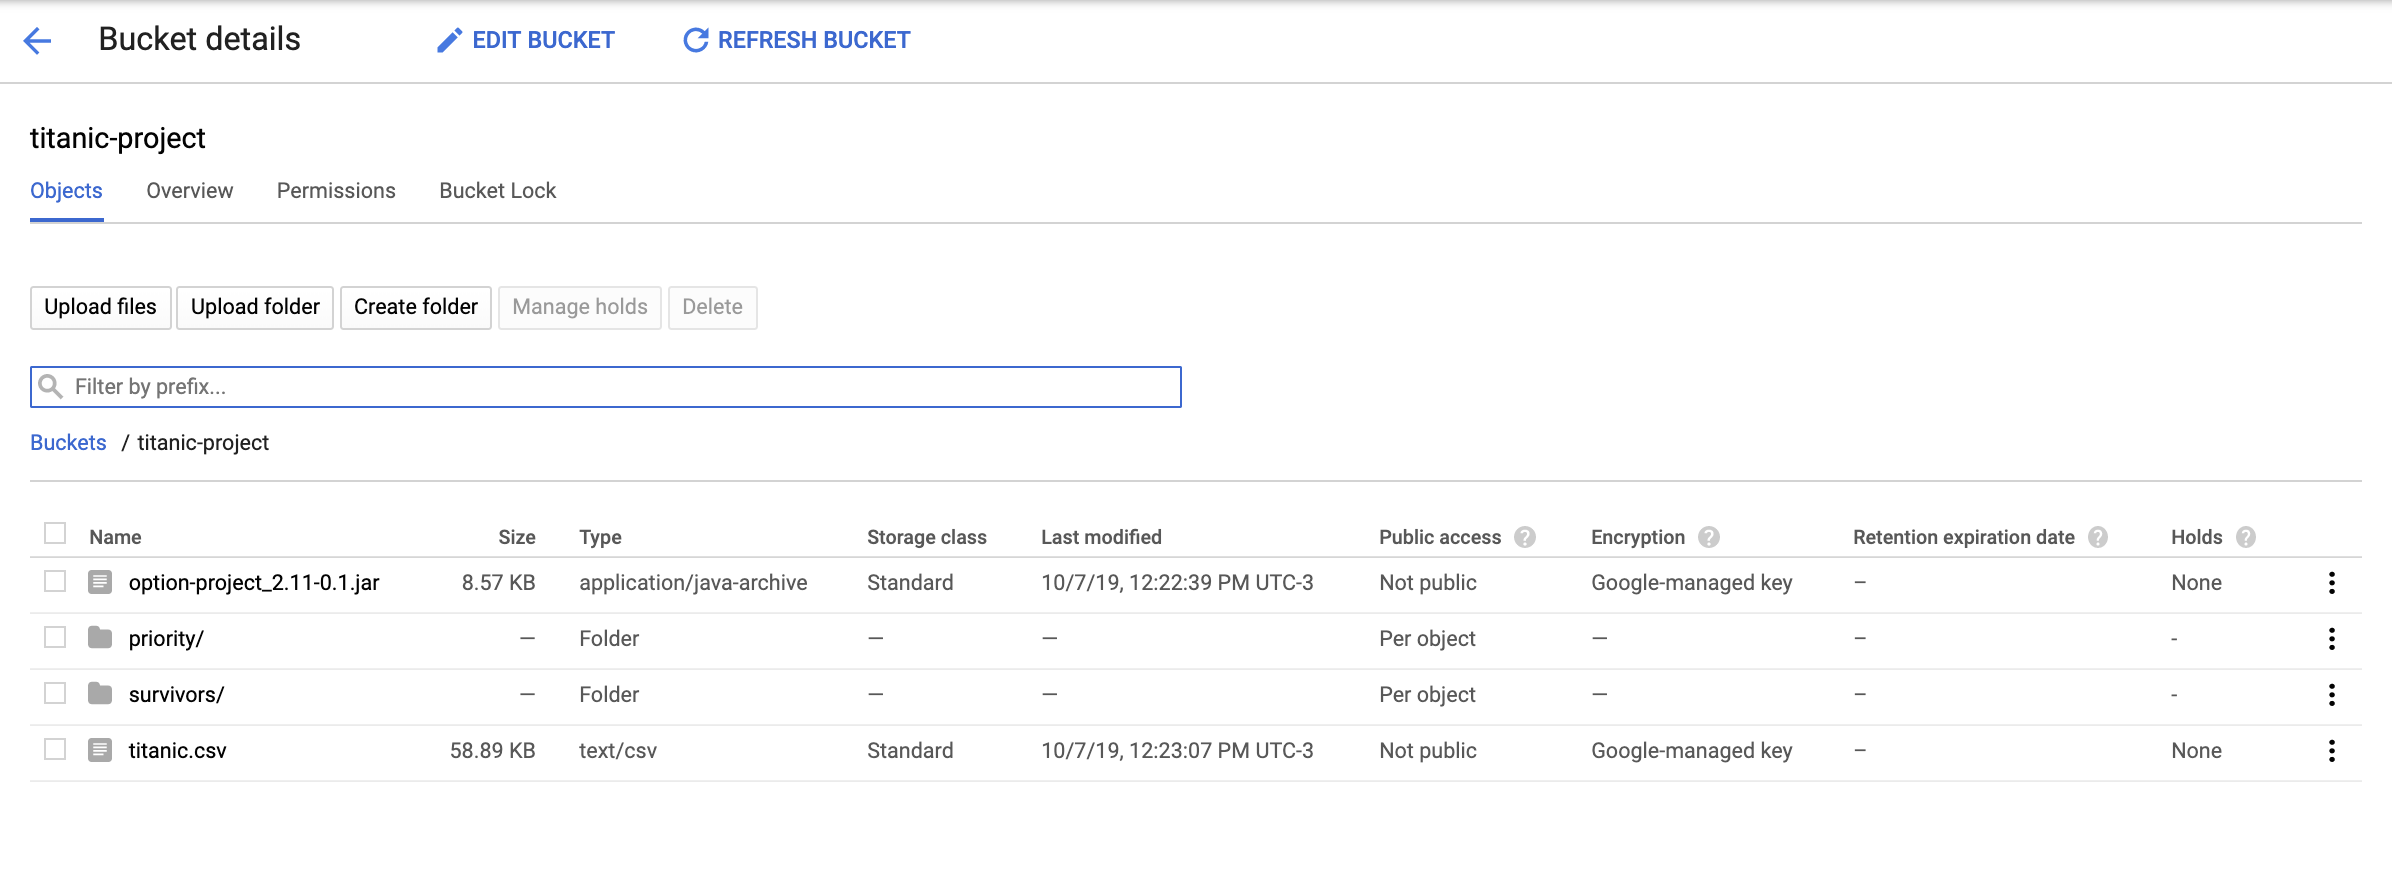 Bucket details EDIT BUCKET REFRESH BUCKET
titanic-project
Objects Overview Permissions Bucket Lock
Upload files Upload folder Create folder Manage holds Delete
Filter by prefix...
Buckets / titanic-project
Name Size Type Storage class Last modified Public access ? Encryption ? Retention expiration date ? Holds ?
option-project_2.11-0.1.jar 8.57 KB application/java-archive Standard 10/7/19, 12:22:39 PM UTC-3 Not public Google-managed key – None
priority/ — Folder — — Per object — – -
survivors/ — Folder — — Per object — – -
titanic.csv 58.89 KB text/csv Standard 10/7/19, 12:23:07 PM UTC-3 Not public Google-managed key – None